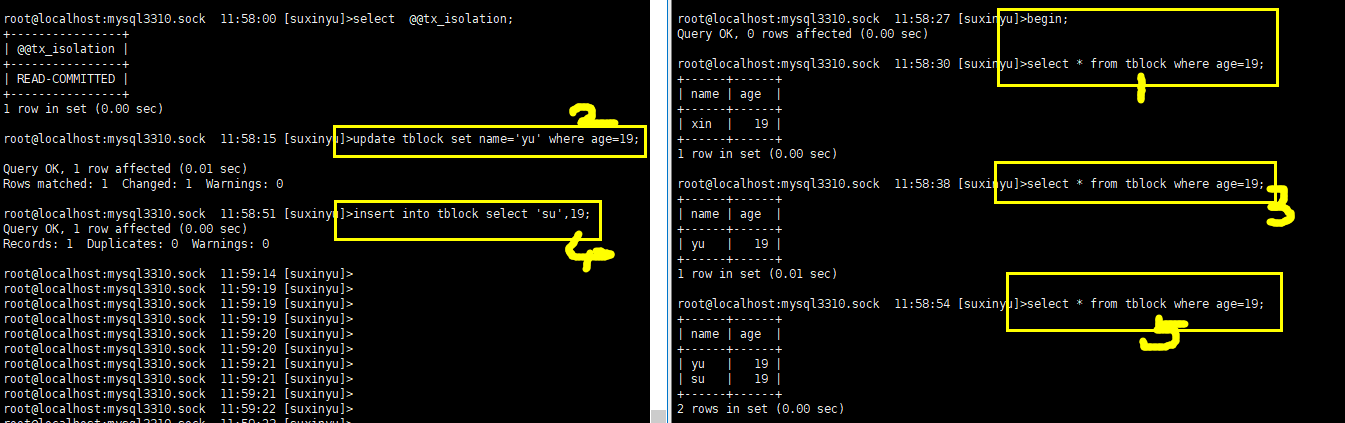 root@localhost:mysql3310.sock  11:58:00 [suxinyu]>select  @@tx_isolation;
+----------------+
| @@tx_isolation |
+----------------+
| READ-COMMITTED |
+----------------+
1 row in set (0.00 sec)
2
root@localhost:mysql3310.sock  11:58:15 [suxinyu]>update tblock set name='yu' where age=19;
Query OK, 1 row affected (0.01 sec)
Rows matched: 1  Changed: 1  Warnings: 0
root@localhost:mysql3310.sock  11:58:51 [suxinyu]>insert into tblock select 'su',19;
Query OK, 1 row affected (0.00 sec)
Records: 1  Duplicates: 0  Warnings: 0
4
root@localhost:mysql3310.sock  11:59:14 [suxinyu]>
root@localhost:mysql3310.sock  11:59:19 [suxinyu]>
root@localhost:mysql3310.sock  11:59:19 [suxinyu]>
root@localhost:mysql3310.sock  11:59:19 [suxinyu]>
root@localhost:mysql3310.sock  11:59:20 [suxinyu]>
root@localhost:mysql3310.sock  11:59:20 [suxinyu]>
root@localhost:mysql3310.sock  11:59:21 [suxinyu]>
root@localhost:mysql3310.sock  11:59:21 [suxinyu]>
root@localhost:mysql3310.sock  11:59:21 [suxinyu]>
root@localhost:mysql3310.sock  11:59:22 [suxinyu]>
root@localhost:mysql3310.sock  11:59:22 [suxinyu]>
root@localhost:mysql3310.sock  11:58:27 [suxinyu]>begin;
Query OK, 0 rows affected (0.00 sec)
root@localhost:mysql3310.sock  11:58:30 [suxinyu]>select * from tblock where age=19;
+------+------+
| name | age  |
+------+------+
| xin  |   19 |
+------+------+
1 row in set (0.00 sec)
1
root@localhost:mysql3310.sock  11:58:38 [suxinyu]>select * from tblock where age=19;
+------+------+
| name | age  |
+------+------+
| yu   |   19 |
+------+------+
1 row in set (0.01 sec)
3
root@localhost:mysql3310.sock  11:58:54 [suxinyu]>select * from tblock where age=19;
+------+------+
| name | age  |
+------+------+
| yu   |   19 |
| su   |   19 |
+------+------+
2 rows in set (0.00 sec)
5